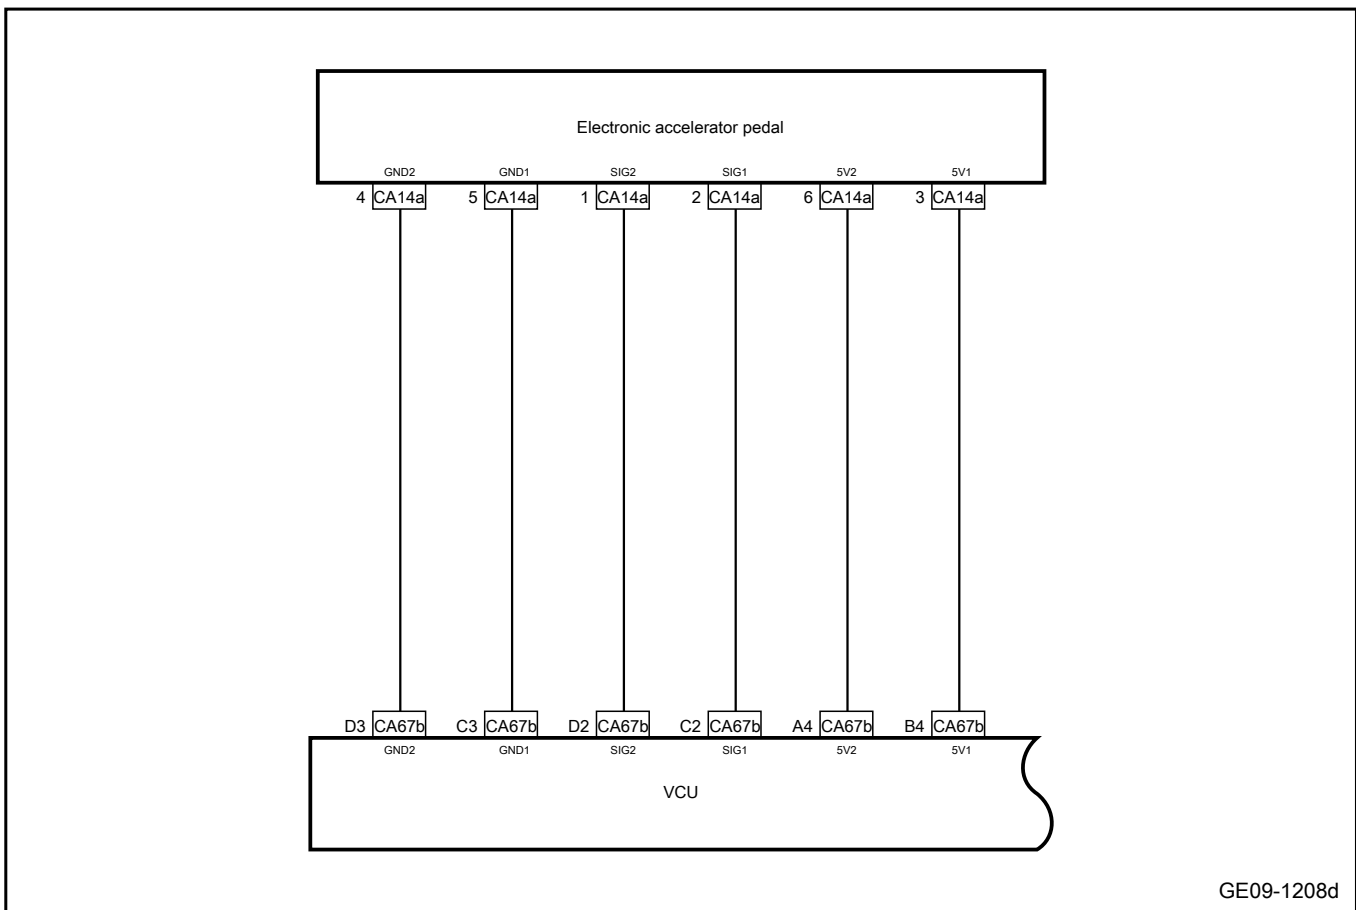 Electronic accelerator pedal
GND2 GND1 SIG2 SIG1 5V2 5V1
4 CA14a 5 CA14a 1 CA14a 2 CA14a 6 CA14a 3 CA14a
D3 CA67b C3 CA67b D2 CA67b C2 CA67b A4 CA67b B4 CA67b
GND2 GND1 SIG2 SIG1 5V2 5V1
VCU
GE09-1208d